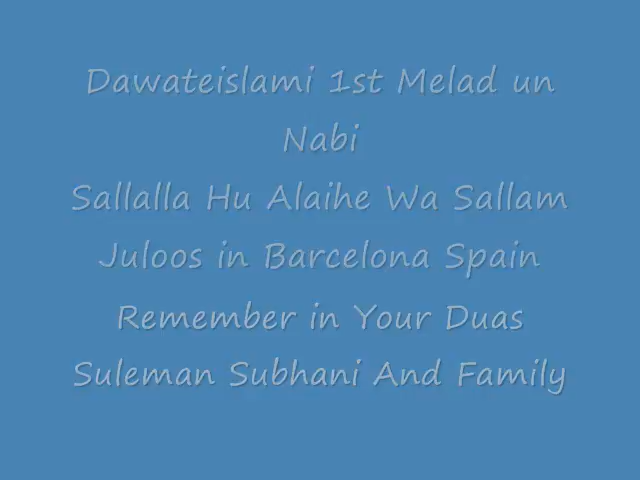 Dawateislami 1st Melad un
Nabi
Sallalla Hu Alaihe Wa Sallam
Juloos in Barcelona Spain
Remember in Your Duas
Suleman Subhani And Family